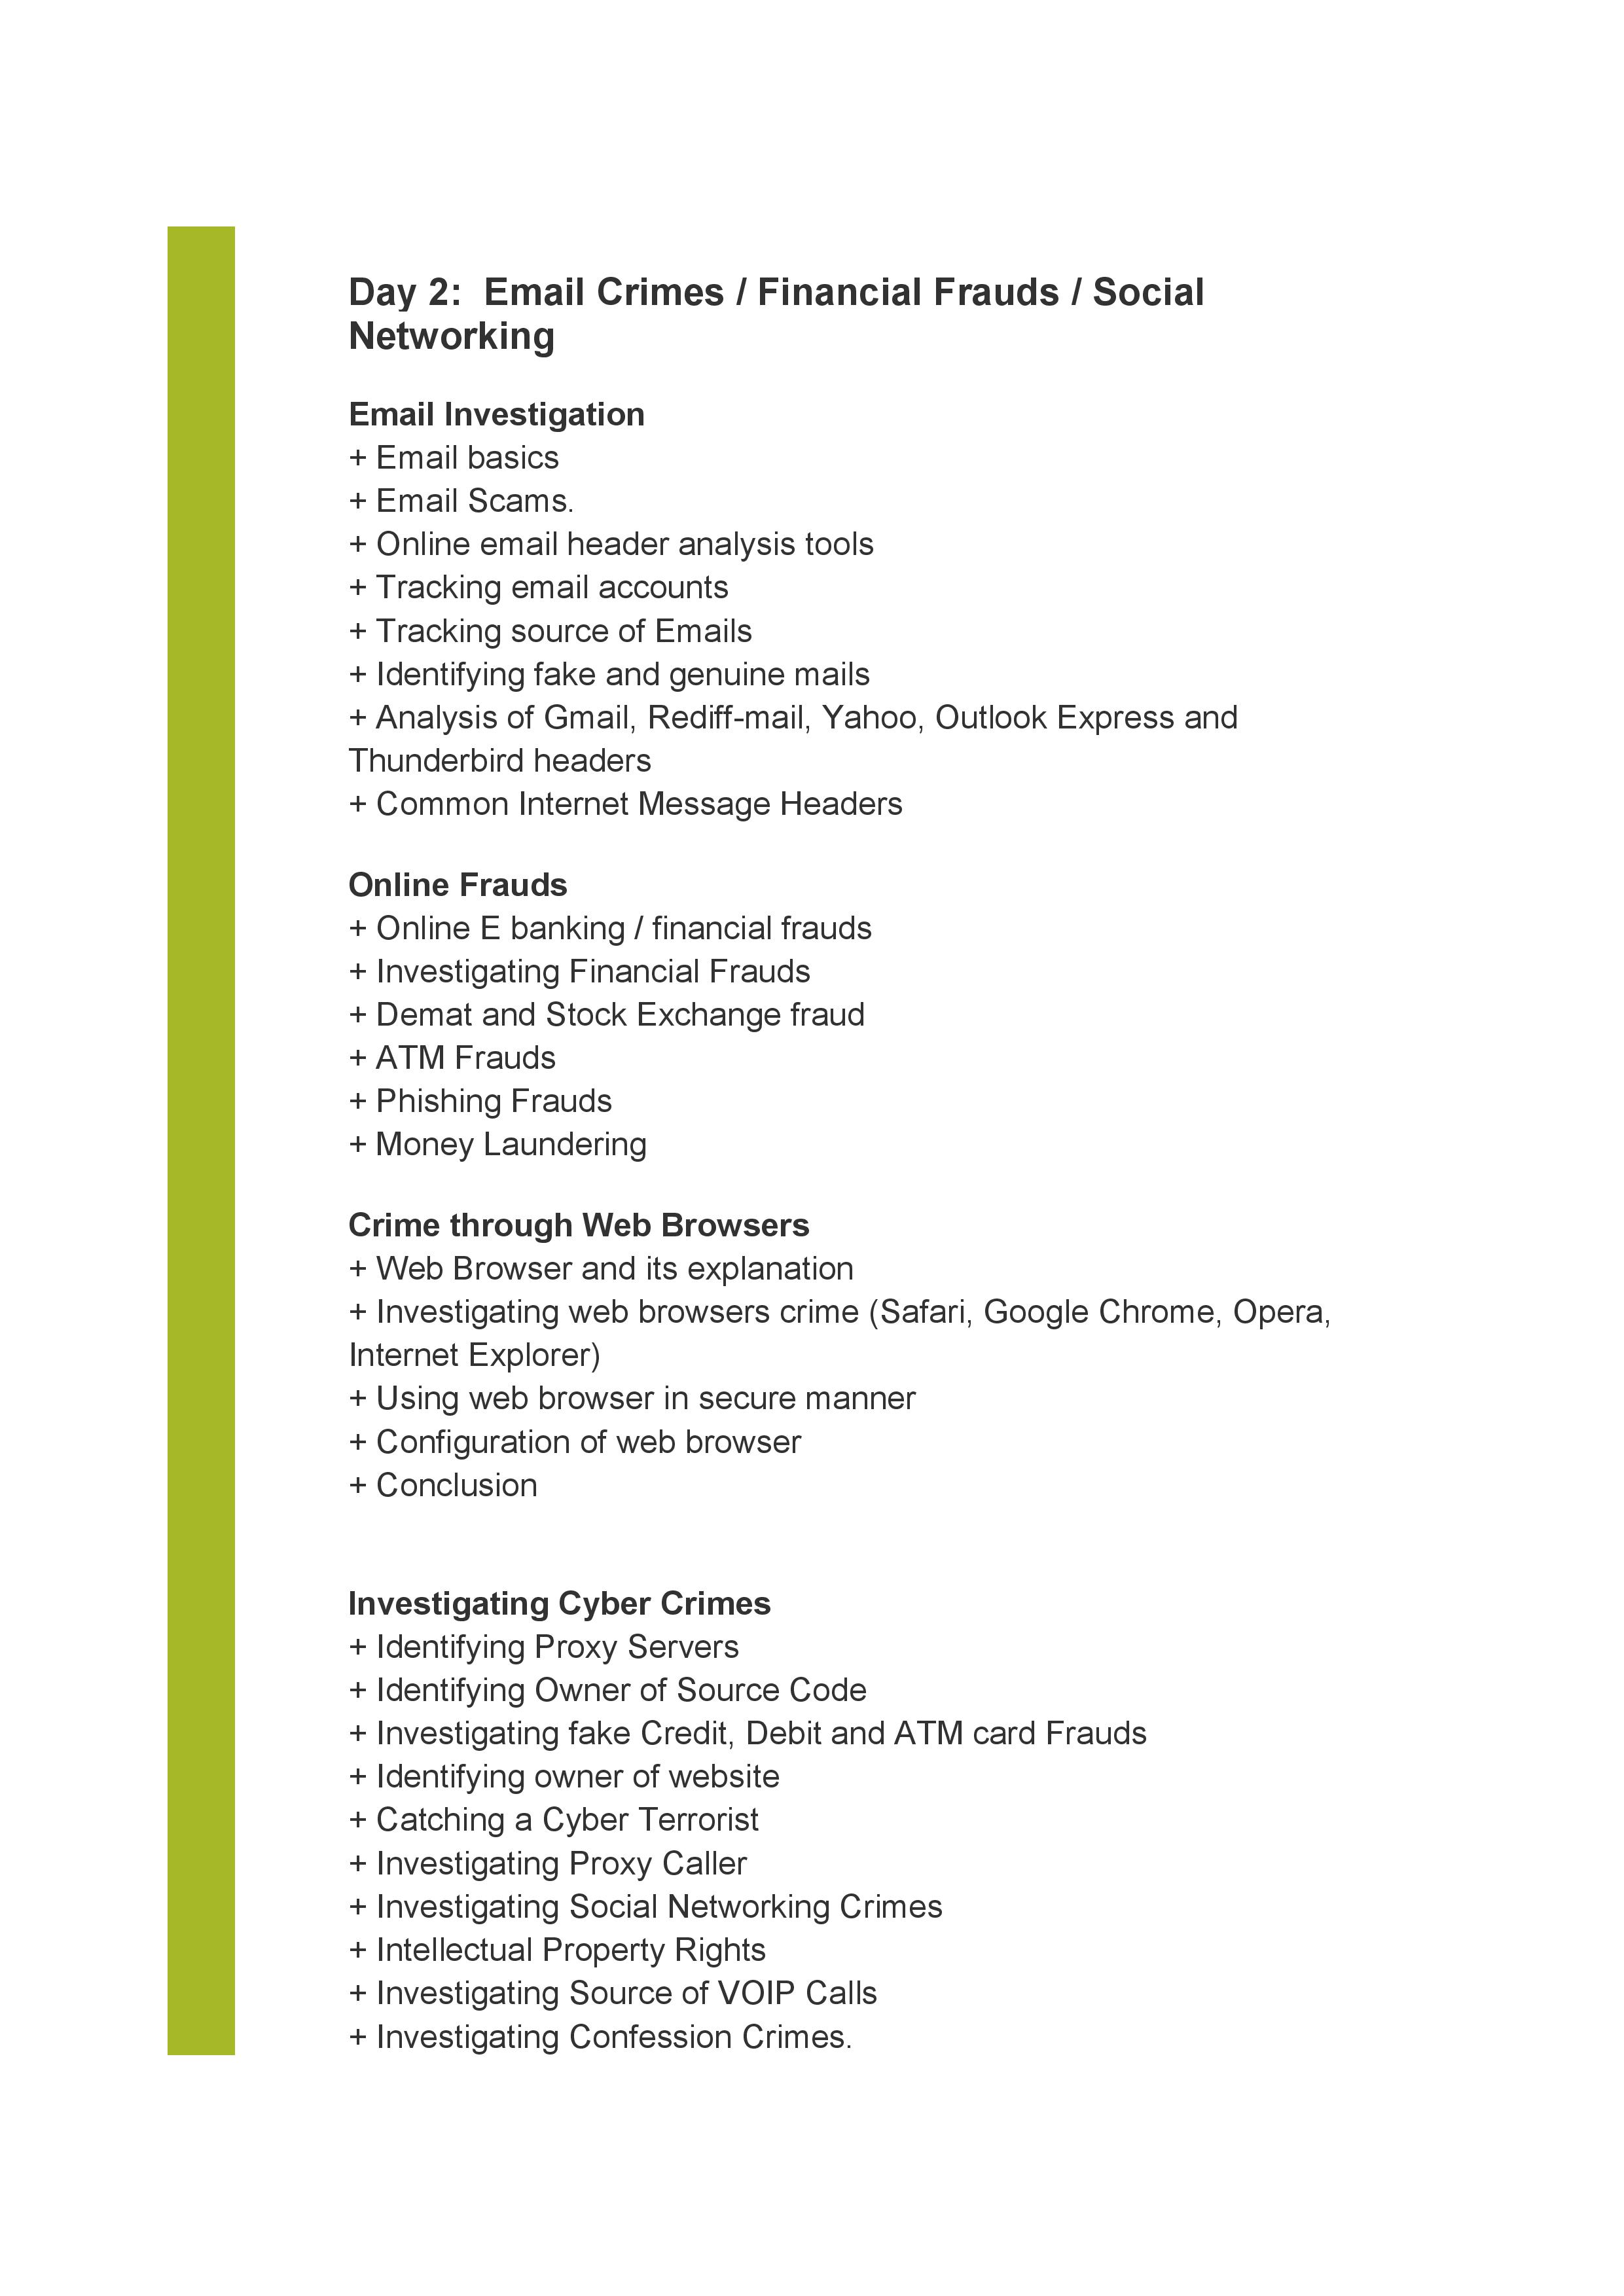 Day 2:  Email Crimes / Financial Frauds / Social
Networking
Email Investigation
+ Email basics
+ Email Scams.
+ Online email header analysis tools
+ Tracking email accounts
+ Tracking source of Emails
+ Identifying fake and genuine mails
+ Analysis of Gmail, Rediff-mail, Yahoo, Outlook Express and
Thunderbird headers
+ Common Internet Message Headers
Online Frauds
+ Online E banking / financial frauds
+ Investigating Financial Frauds
+ Demat and Stock Exchange fraud
+ ATM Frauds
+ Phishing Frauds
+ Money Laundering
Crime through Web Browsers
+ Web Browser and its explanation
+ Investigating web browsers crime (Safari, Google Chrome, Opera,
Internet Explorer)
+ Using web browser in secure manner
+ Configuration of web browser
+ Conclusion
Investigating Cyber Crimes
+ Identifying Proxy Servers
+ Identifying Owner of Source Code
+ Investigating fake Credit, Debit and ATM card Frauds
+ Identifying owner of website
+ Catching a Cyber Terrorist
+ Investigating Proxy Caller
+ Investigating Social Networking Crimes
+ Intellectual Property Rights
+ Investigating Source of VOIP Calls
+ Investigating Confession Crimes.